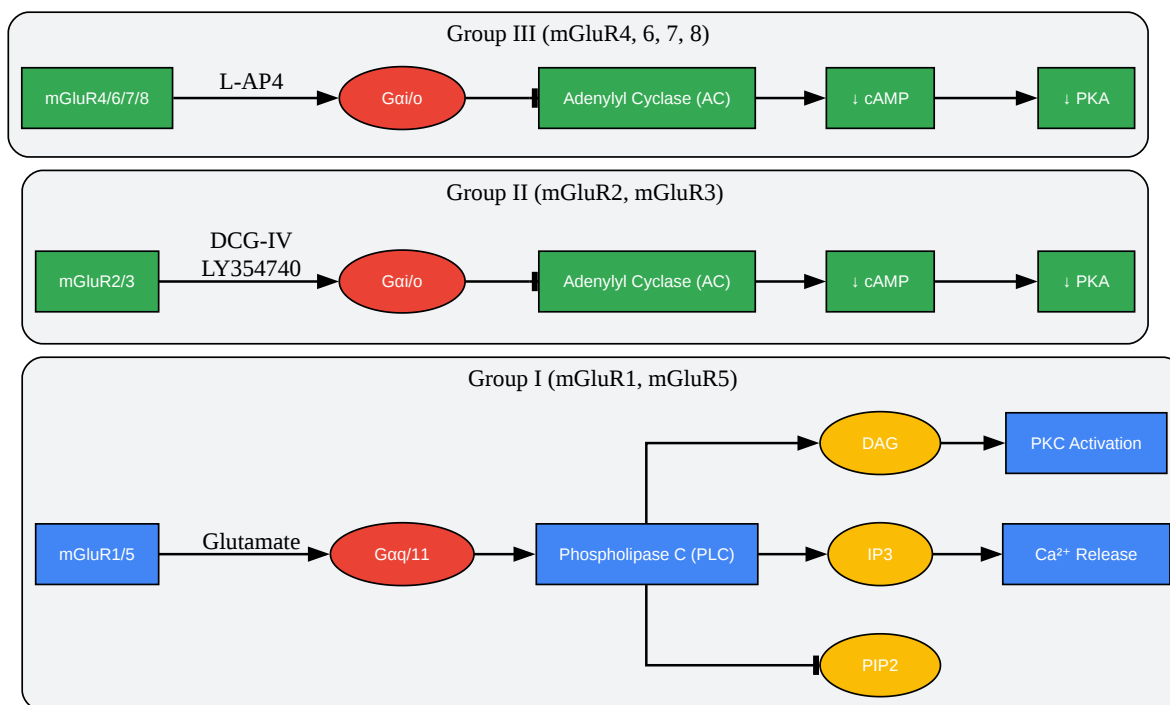 Group III (mGluR4, 6, 7, 8)
mGluR4/6/7/8
L-AP4
Gαi/o
Adenylyl Cyclase (AC)
↓ cAMP
↓ PKA
Group II (mGluR2, mGluR3)
mGluR2/3
DCG-IV
LY354740
Gαi/o
Adenylyl Cyclase (AC)
↓ cAMP
↓ PKA
Group I (mGluR1, mGluR5)
DAG
PKC Activation
mGluR1/5
Glutamate
Gαq/11
Phospholipase C (PLC)
IP3
Ca²⁺ Release
PIP2